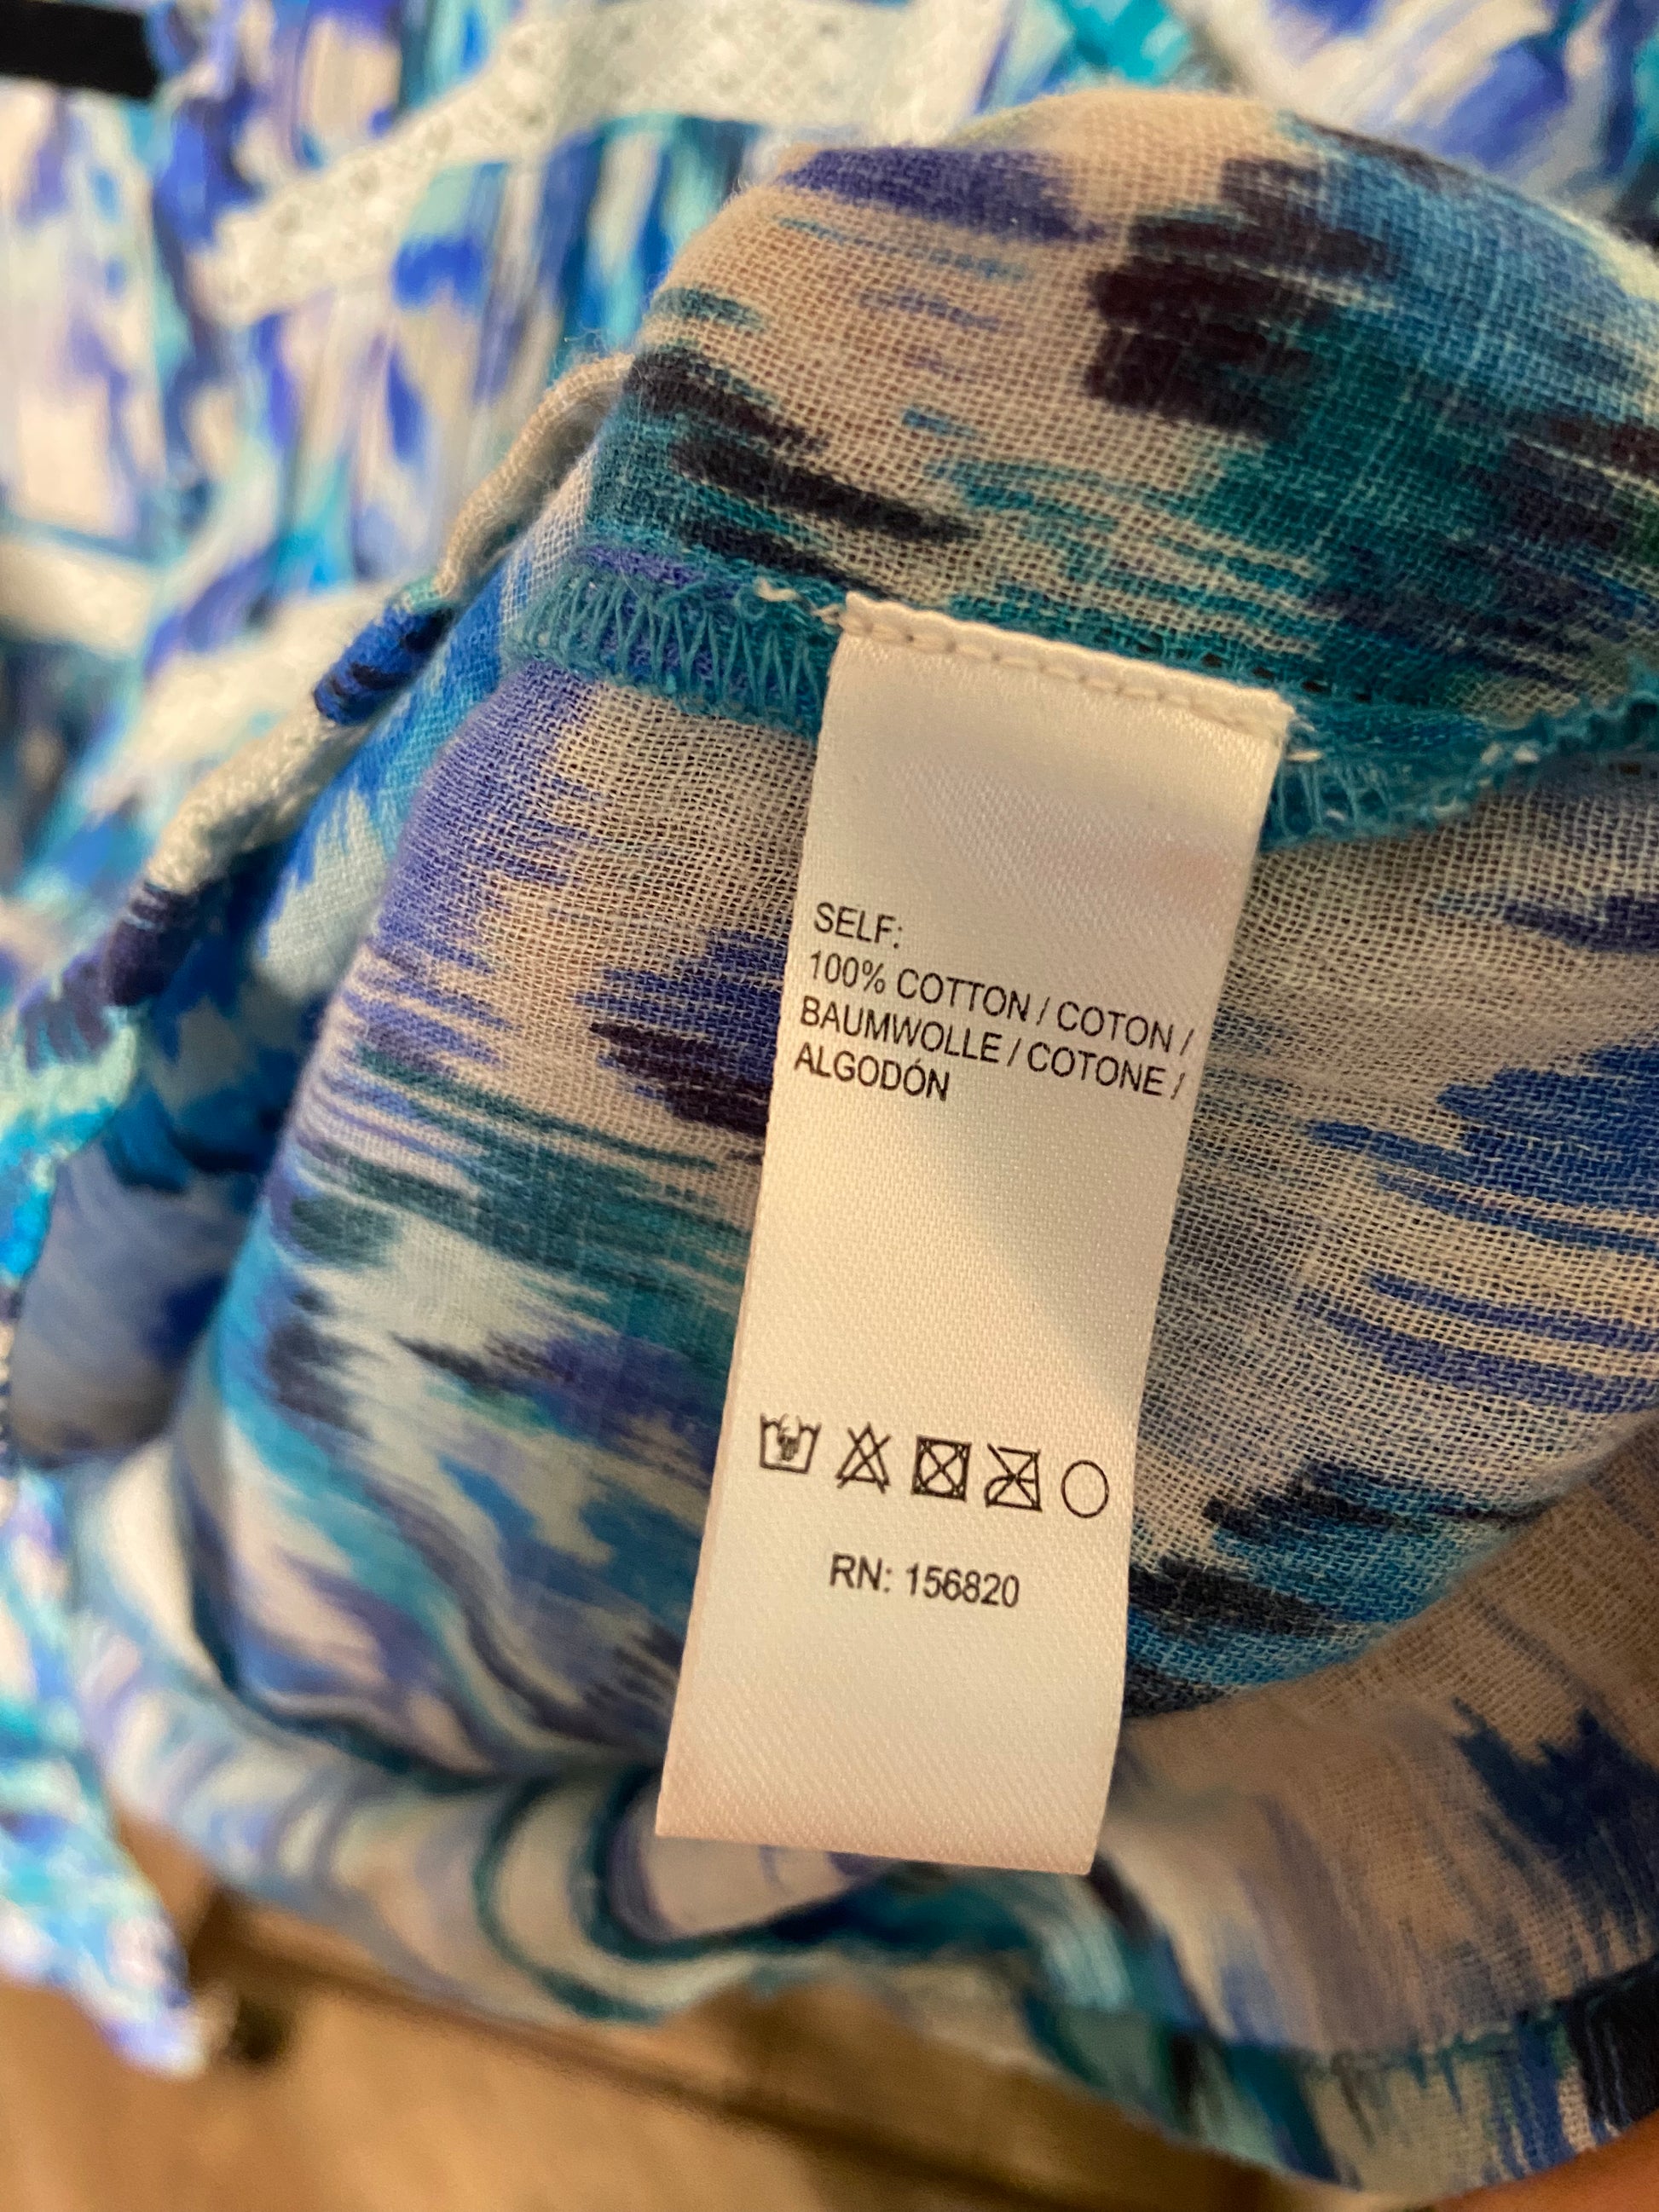 SELF:
100% COTTON / COTON /
BAUMWOLLE / COTONE /
ALGODÓN
RN: 156820